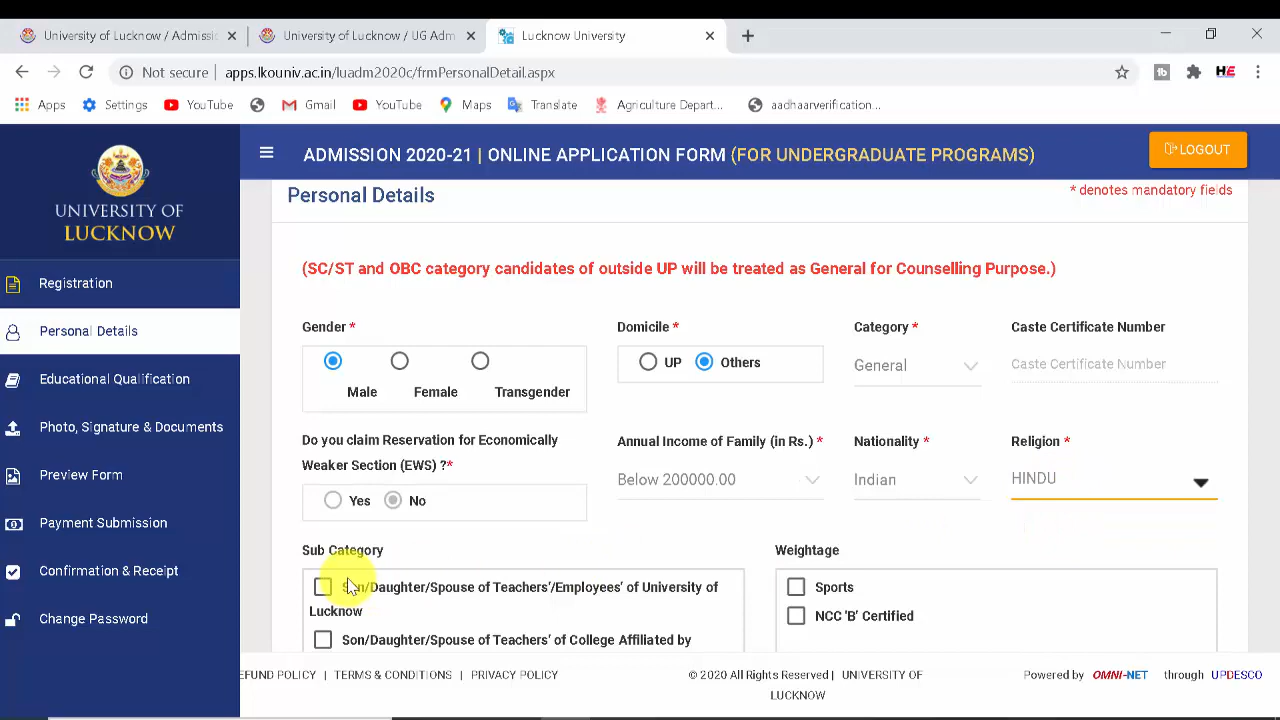 University of Lucknow / Admissi
University of Lucknow / UG Adm
Lucknow University
Not secure
apps.lkouniv.ac.in/luadm2020c/frmPersonalDetail.aspx
Apps
Settings
YouTube
Gmail
YouTube
Maps
Translate
Agriculture Depart...
aadhaarverification...
UNIVERSITY OF
LUCKNOW
ADMISSION 2020-21 | ONLINE APPLICATION FORM (FOR UNDERGRADUATE PROGRAMS)
LOGOUT
Registration
Personal Details
Educational Qualification
Photo, Signature & Documents
Preview Form
Payment Submission
Confirmation & Receipt
Change Password
Personal Details
* denotes mandatory fields
(SC/ST and OBC category candidates of outside UP will be treated as General for Counselling Purpose.)
Gender *
Male
Female
Transgender
Domicile *
UP
Others
Category *
General
Caste Certificate Number
Caste Certificate Number
Do you claim Reservation for Economically
Weaker Section (EWS) ?*
Yes
No
Annual Income of Family (in Rs.) *
Below 200000.00
Nationality *
Indian
Religion *
HINDU
Sub Category
Son/Daughter/Spouse of Teachers'/Employees' of University of
Lucknow
Son/Daughter/Spouse of Teachers' of College Affiliated by
Weightage
Sports
NCC 'B' Certified
EFUND POLICY | TERMS & CONDITIONS | PRIVACY POLICY
© 2020 All Rights Reserved | UNIVERSITY OF
LUCKNOW
Powered by OMNI-NET through UPDESCO